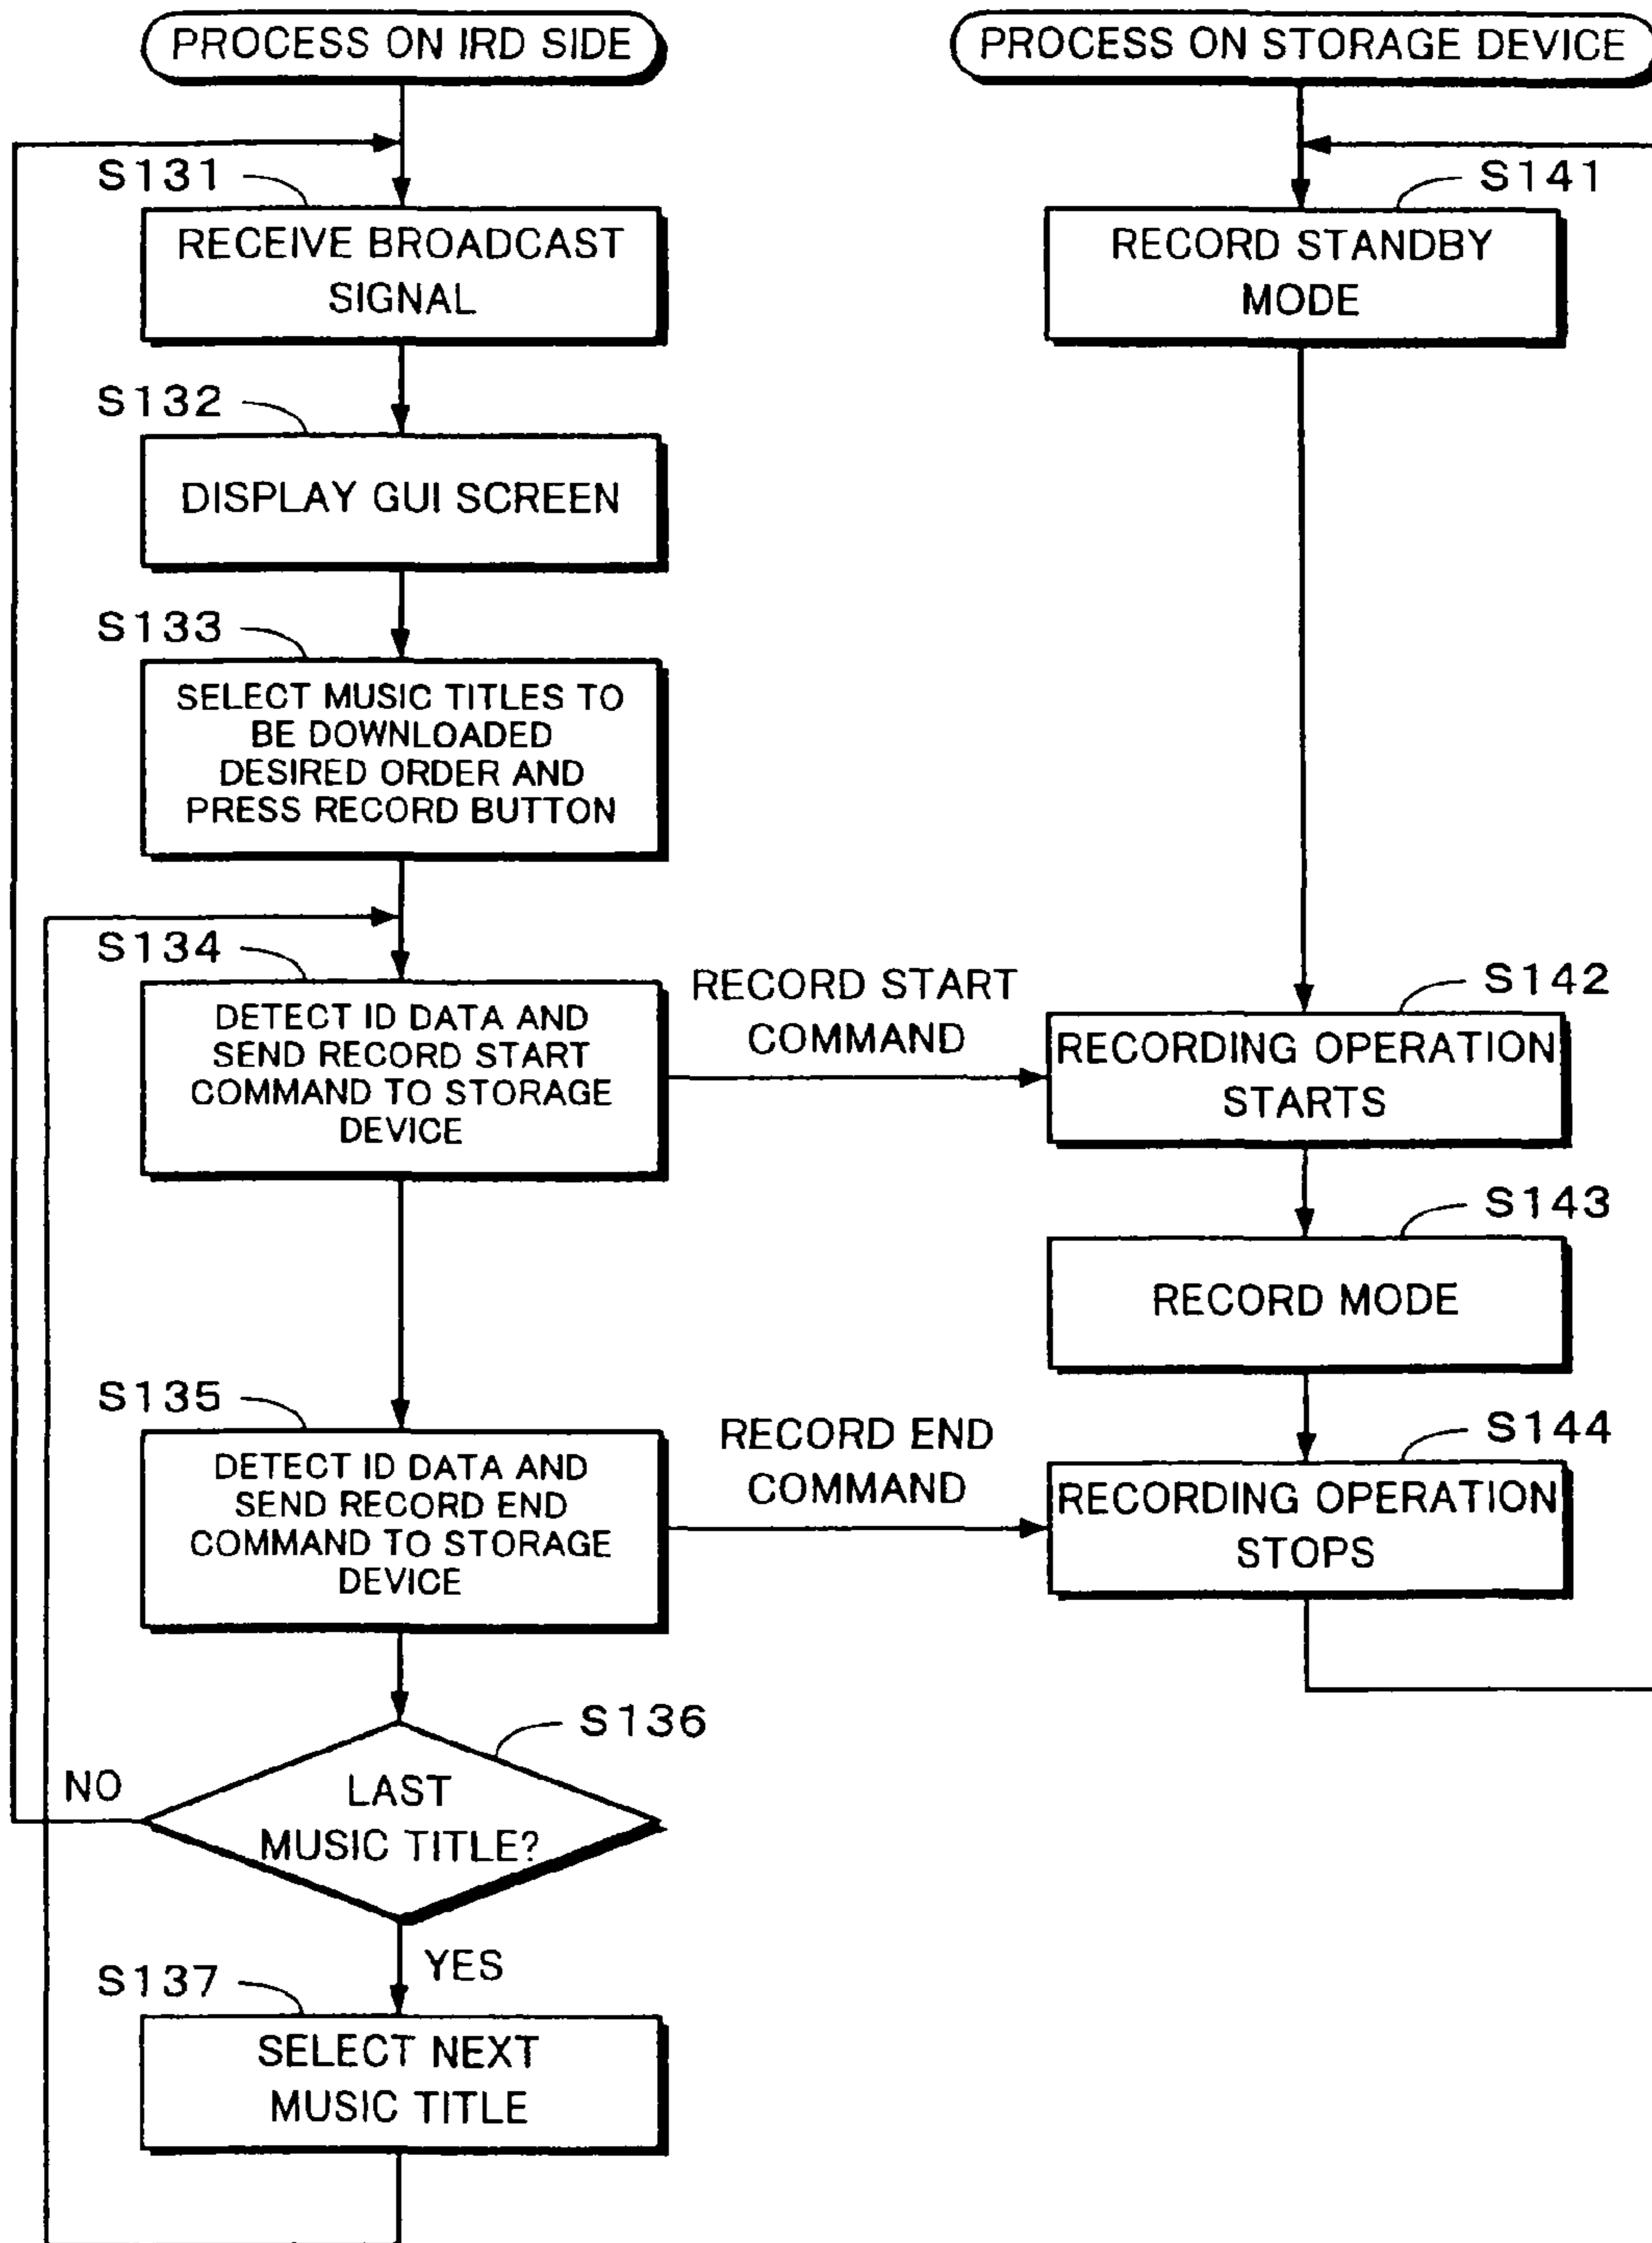 PROCESS ON IRD SIDE
S131
RECEIVE BROADCAST
SIGNAL
S132
DISPLAY GUI SCREEN
S133
SELECT MUSIC TITLES TO
BE DOWNLOADED
DESIRED ORDER AND
PRESS RECORD BUTTON
S134
DETECT ID DATA AND
SEND RECORD START
COMMAND TO STORAGE
DEVICE
RECORD START
COMMAND
S135
DETECT ID DATA AND
SEND RECORD END
COMMAND TO STORAGE
DEVICE
RECORD END
COMMAND
S136
LAST
MUSIC TITLE?
NO
YES
S137
SELECT NEXT
MUSIC TITLE
PROCESS ON STORAGE DEVICE
S141
RECORD STANDBY
MODE
S142
RECORDING OPERATION
STARTS
S143
RECORD MODE
S144
RECORDING OPERATION
STOPS